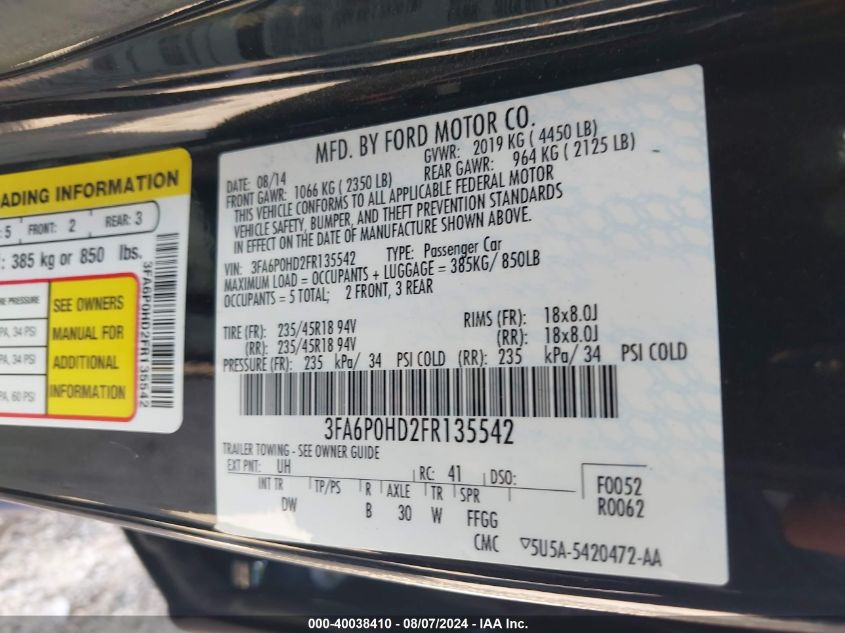 MFD. BY FORD MOTOR CO.
DATE: 08/14 GVWR: 2019 KG ( 4450 LB)
FRONT GAWR: 1066 KG ( 2350 LB) REAR GAWR: 964 KG ( 2125 LB)
THIS VEHICLE CONFORMS TO ALL APPLICABLE FEDERAL MOTOR
VEHICLE SAFETY, BUMPER, AND THEFT PREVENTION STANDARDS
IN EFFECT ON THE DATE OF MANUFACTURE SHOWN ABOVE.
VIN: 3FA6P0HD2FR135542 TYPE: Passenger Car
MAXIMUM LOAD = OCCUPANTS + LUGGAGE = 385KG/ 850LB
OCCUPANTS = 5 TOTAL; 2 FRONT, 3 REAR
TIRE (FR): 235/45R18 94V RIMS (FR): 18x8.0J
(RR): 235/45R18 94V (RR): 18x8.0J
PRESSURE (FR): 235 kPa/ 34 PSI COLD (RR): 235 kPa/ 34 PSI COLD
3FA6P0HD2FR135542
TRAILER TOWING - SEE OWNER GUIDE
EXT PNT: UH RC: 41 DSO:
INT TR TP/PS R AXLE TR SPR
DW B 30 W FFGG
F0052
R0062
CMC ▽5U5A-5420472-AA
ADING INFORMATION
5 FRONT: 2 REAR: 3
: 385 kg or 850 lbs.
RE PRESSURE
PA, 34 PSI
PA, 34 PSI
PA, 60 PSI
SEE OWNERS
MANUAL FOR
ADDITIONAL
INFORMATION
3FA6P0HD2FR135542
000-40038410 - 08/07/2024 - IAA Inc.